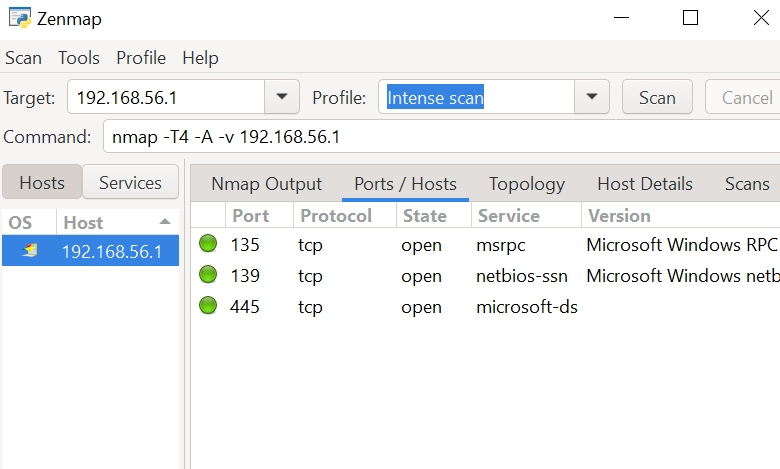 Zenmap
Scan Tools Profile Help
Target: 192.168.56.1 Profile: Intense scan Scan Cancel
Command: nmap -T4 -A -v 192.168.56.1
Hosts Services Nmap Output Ports / Hosts Topology Host Details Scans
OS Host Port Protocol State Service Version
192.168.56.1 135 tcp open msrpc Microsoft Windows RPC
139 tcp open netbios-ssn Microsoft Windows netb
445 tcp open microsoft-ds